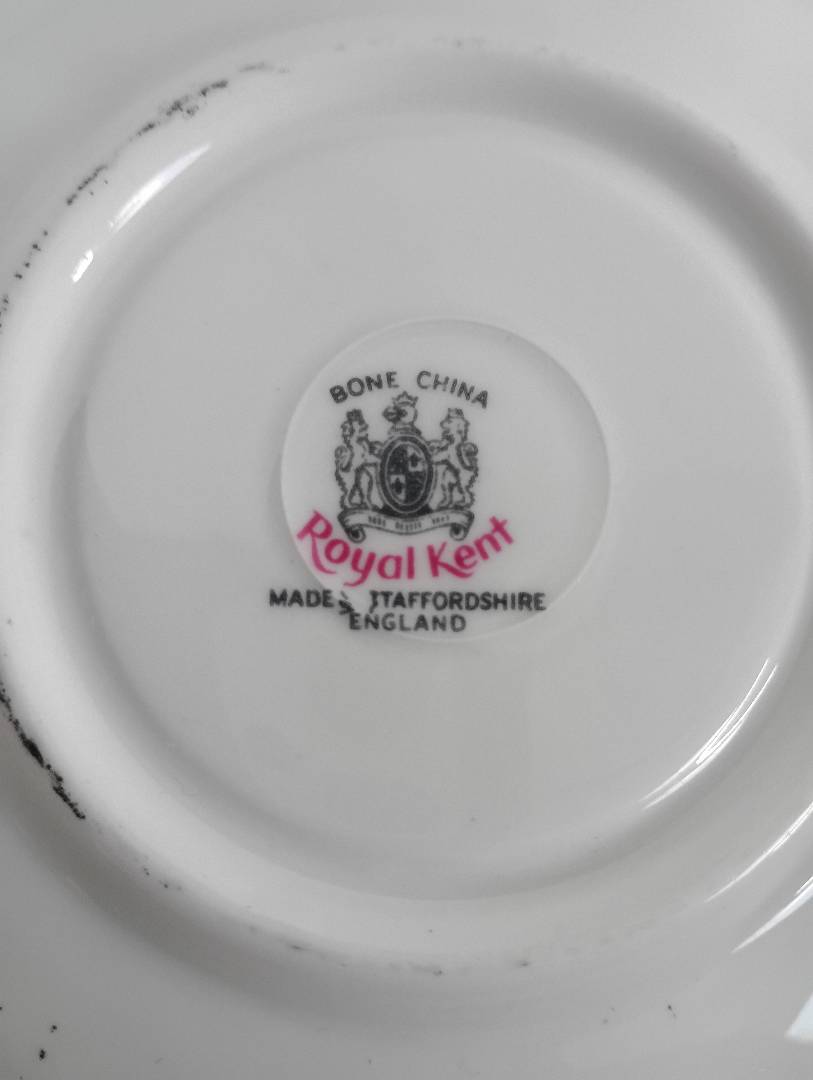 BONE CHINA
Royal Kent
MADE STAFFORDSHIRE
ENGLAND